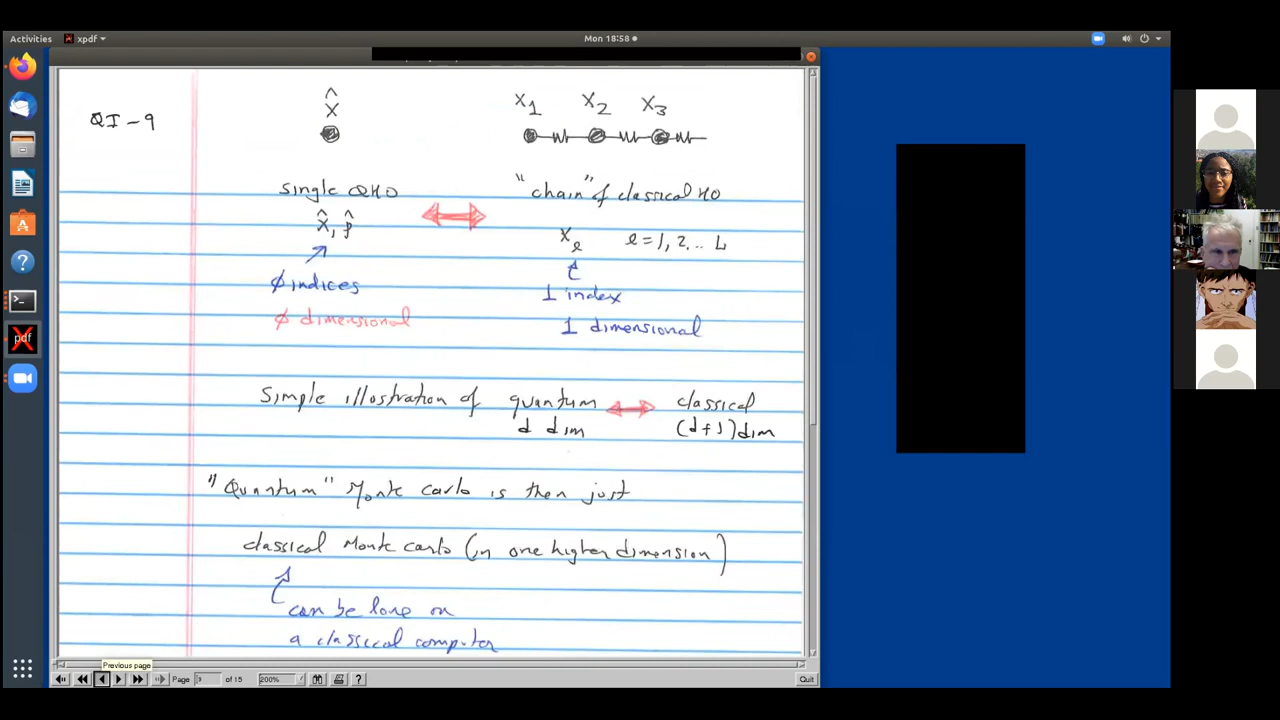 Activities xpdf Mon 18:58
QI-9
x̂ x1 x2 x3
single QHO "chain" of classical HO
x̂, p̂ xℓ ℓ=1, 2... L
∅ indices 1 index
∅ dimensional 1 dimensional
Simple illustration of quantum classical
d dim (d+1) dim
"Quantum" Monte Carlo is then just
classical Monte Carlo (in one higher dimension)
can be done on
a classical computer
Previous page
Page 9 of 15 200% ? Quit
pdf